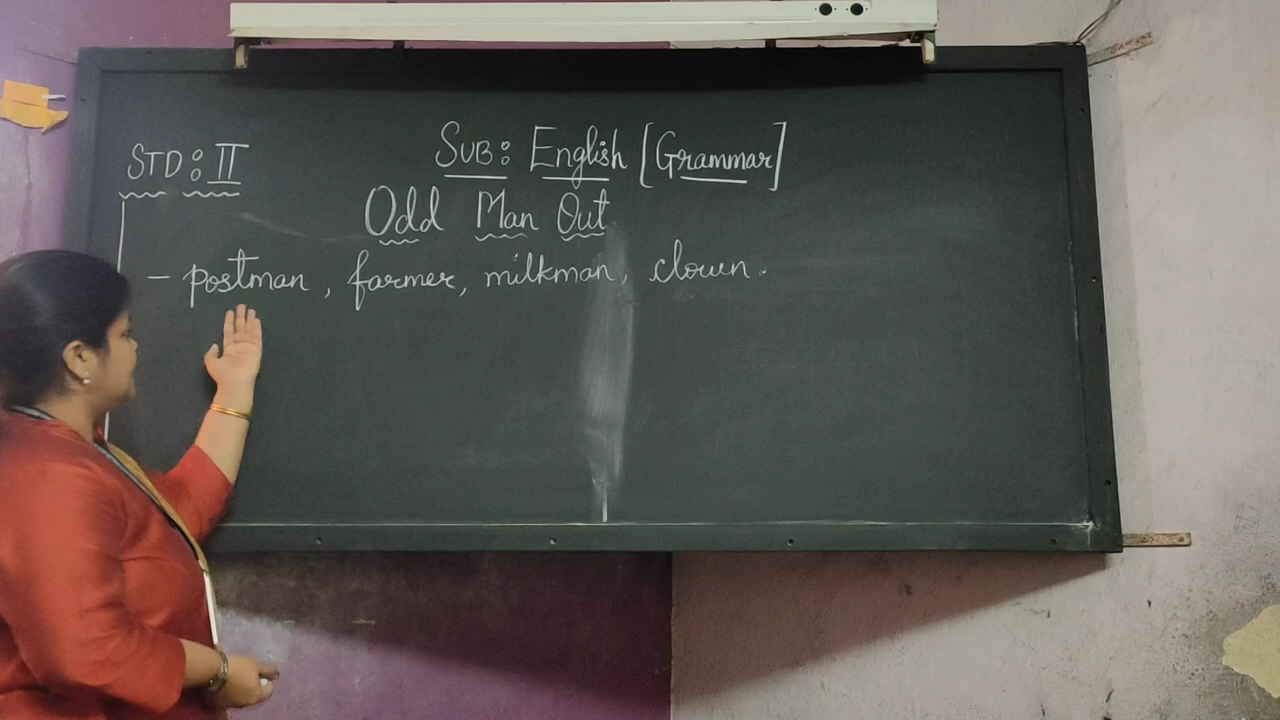 STD : II
SUB : English [Grammar]
Odd Man Out
– postman, farmer, milkman, clown.